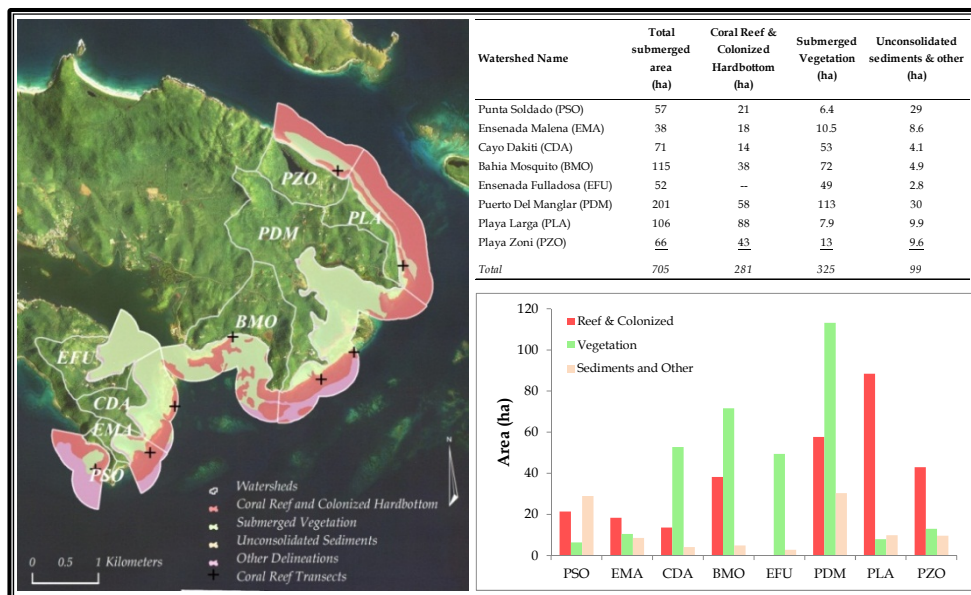 PZO
PLA
PDM
BMO
EFU
CDA
EMA
PSO
N
Watersheds
Coral Reef and Colonized Hardbottom
Submerged Vegetation
Unconsolidated Sediments
Other Delineations
Coral Reef Transects
0 0.5 1 Kilometers
Watershed Name Total submerged area (ha) Coral Reef & Colonized Hardbottom (ha) Submerged Vegetation (ha) Unconsolidated sediments & other (ha)
Punta Soldado (PSO) 57 21 6.4 29
Ensenada Malena (EMA) 38 18 10.5 8.6
Cayo Dakiti (CDA) 71 14 53 4.1
Bahia Mosquito (BMO) 115 38 72 4.9
Ensenada Fulladosa (EFU) 52 -- 49 2.8
Puerto Del Manglar (PDM) 201 58 113 30
Playa Larga (PLA) 106 88 7.9 9.9
Playa Zoni (PZO) 66 43 13 9.6
Total 705 281 325 99
Area (ha)
120
100
80
60
40
20
0
Reef & Colonized
Vegetation
Sediments and Other
PSO EMA CDA BMO EFU PDM PLA PZO